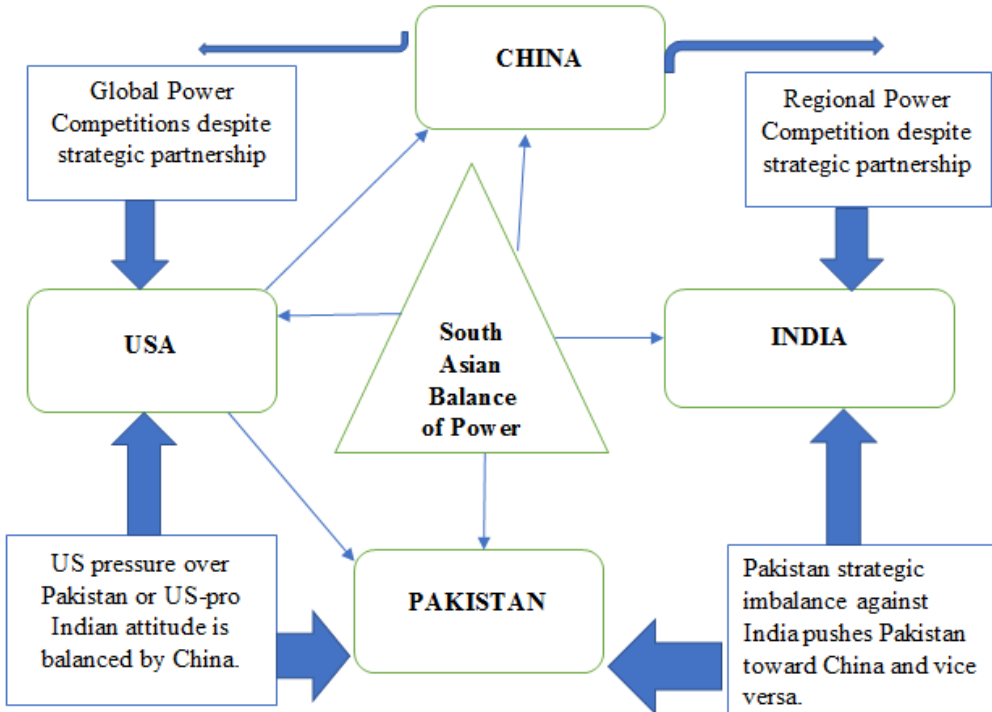 CHINA
Global Power
Competitions despite
strategic partnership
Regional Power
Competition despite
strategic partnership
USA
South
Asian
Balance
of Power
INDIA
US pressure over
Pakistan or US-pro
Indian attitude is
balanced by China.
PAKISTAN
Pakistan strategic
imbalance against
India pushes Pakistan
toward China and vice
versa.